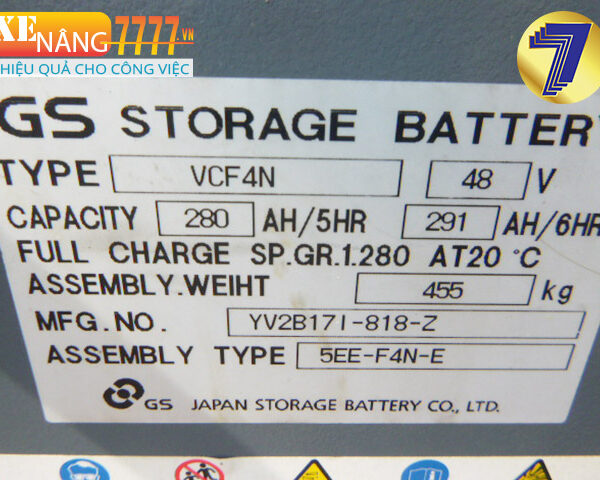 XE
NÂNG7777.VN
HIỆU QUẢ CHO CÔNG VIỆC
7
GS STORAGE BATTERY
TYPE VCF4N 48 V
CAPACITY 280 AH/5HR 291 AH/6HR
FULL CHARGE SP.GR.1.280 AT20 °C
ASSEMBLY.WEIHT 455 kg
MFG.NO. YV2B17I-818-Z
ASSEMBLY TYPE 5EE-F4N-E
GS JAPAN STORAGE BATTERY CO., LTD.